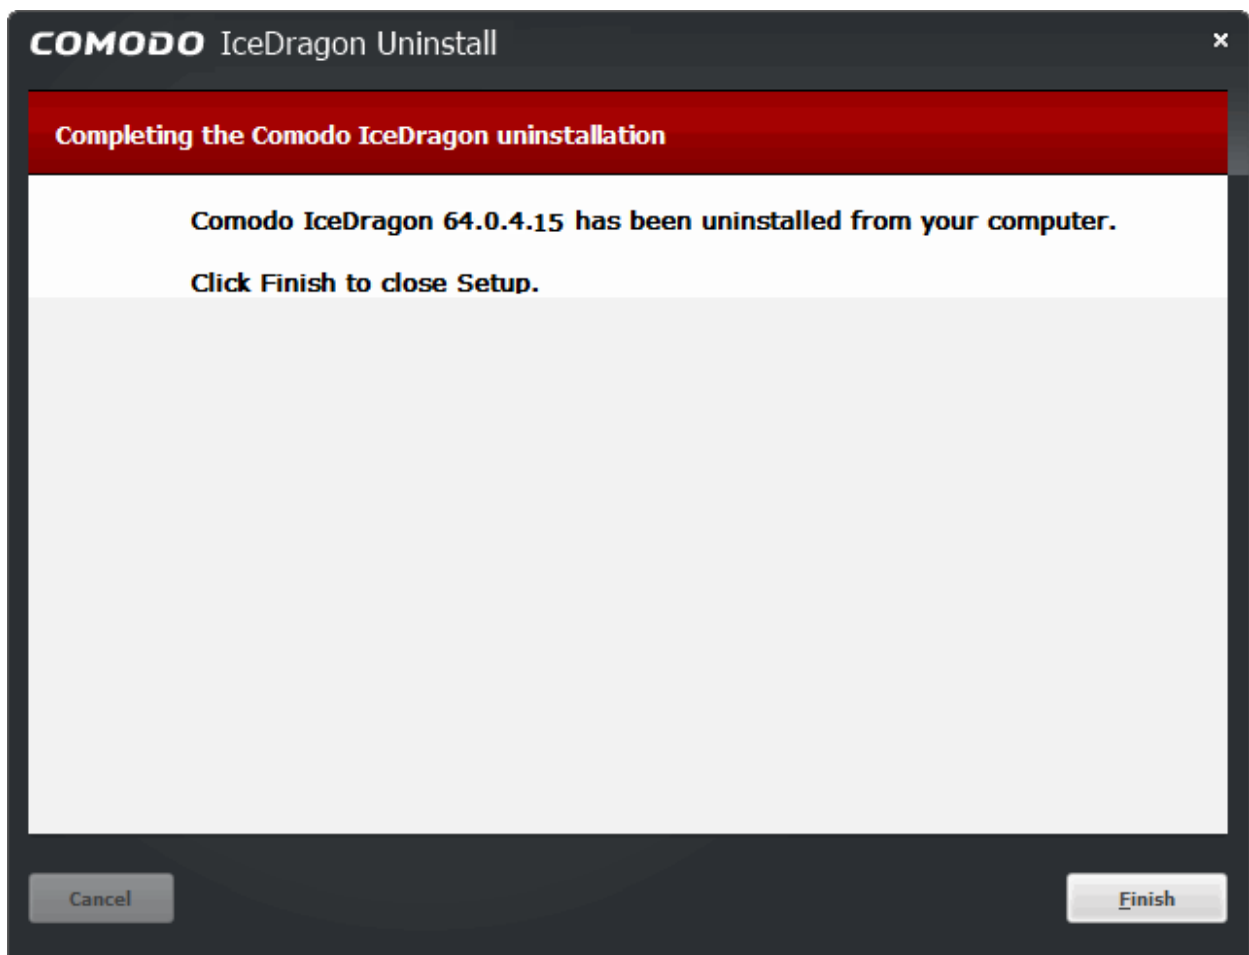 COMODO IceDragon Uninstall
Completing the Comodo IceDragon uninstallation
Comodo IceDragon 64.0.4.15 has been uninstalled from your computer.
Click Finish to close Setup.
Cancel
Finish